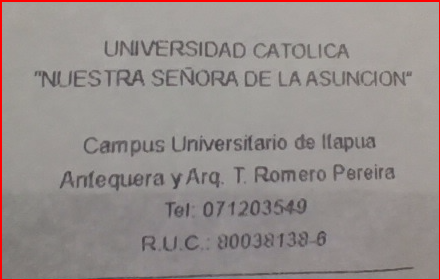 UNIVERSIDAD CATOLICA
"NUESTRA SEÑORA DE LA ASUNCION"
Campus Universitario de Itapua
Antequera y Arq. T. Romero Pereira
Tel: 071203549
R.U.C.: 80038138-6